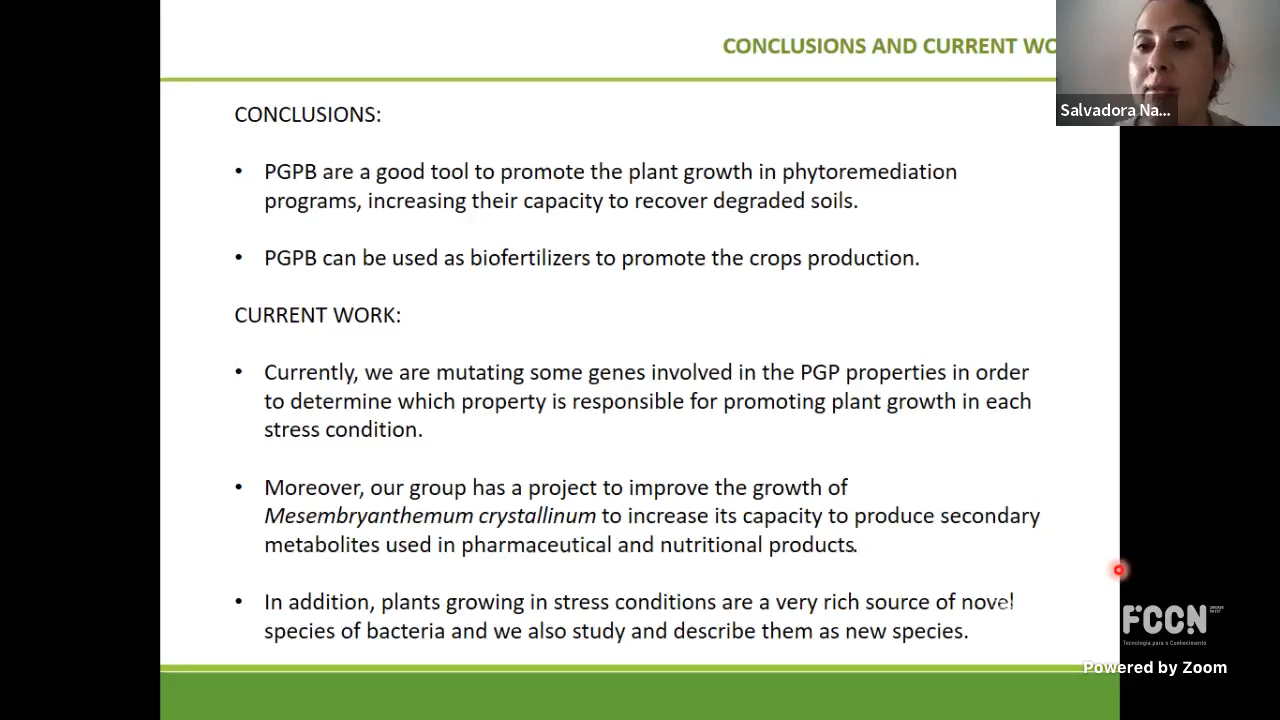 CONCLUSIONS AND CURRENT WO
Salvadora Na...
CONCLUSIONS:
• PGPB are a good tool to promote the plant growth in phytoremediation
programs, increasing their capacity to recover degraded soils.
• PGPB can be used as biofertilizers to promote the crops production.
CURRENT WORK:
• Currently, we are mutating some genes involved in the PGP properties in order
to determine which property is responsible for promoting plant growth in each
stress condition.
• Moreover, our group has a project to improve the growth of
Mesembryanthemum crystallinum to increase its capacity to produce secondary
metabolites used in pharmaceutical and nutritional products.
• In addition, plants growing in stress conditions are a very rich source of novel
species of bacteria and we also study and describe them as new species.
FCCN
Tecnologia para o Conhecimento
Powered by Zoom